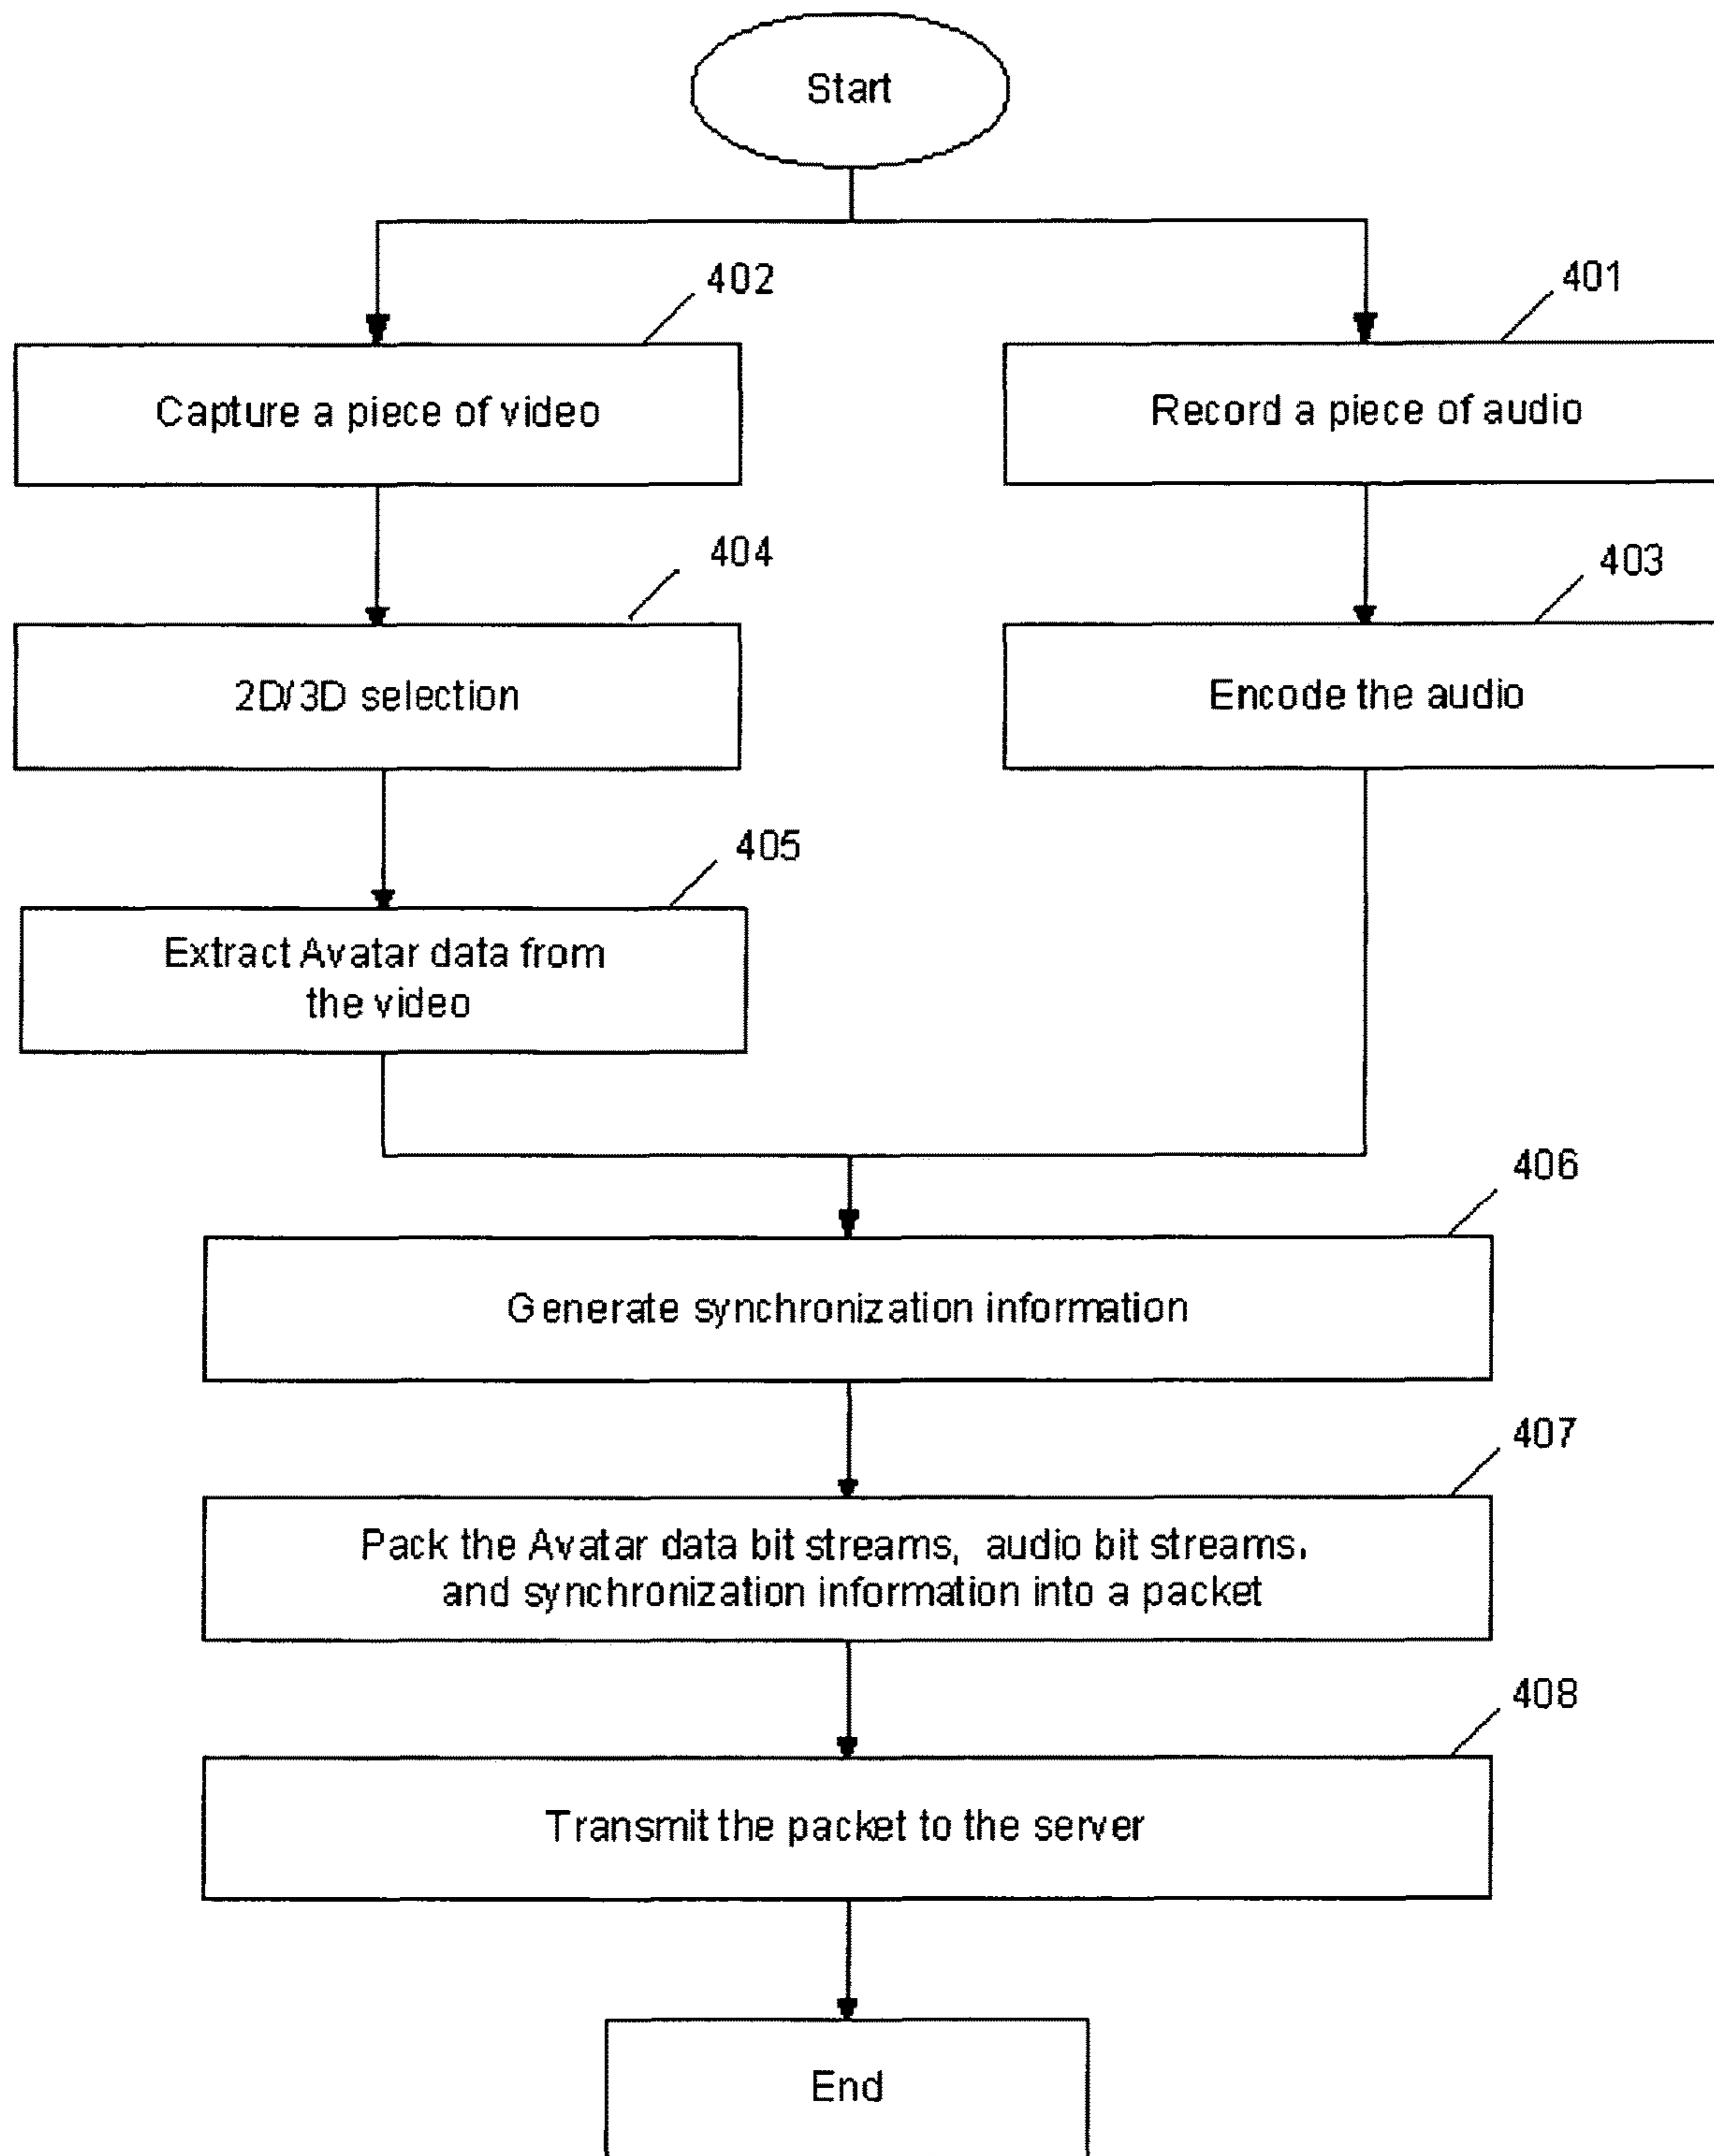 Start
402
401
Capture a piece of video
Record a piece of audio
404
403
2D/3D selection
Encode the audio
405
Extract Avatar data from
the video
406
Generate synchronization information
407
Pack the Avatar data bit streams, audio bit streams,
and synchronization information into a packet
408
Transmit the packet to the server
End